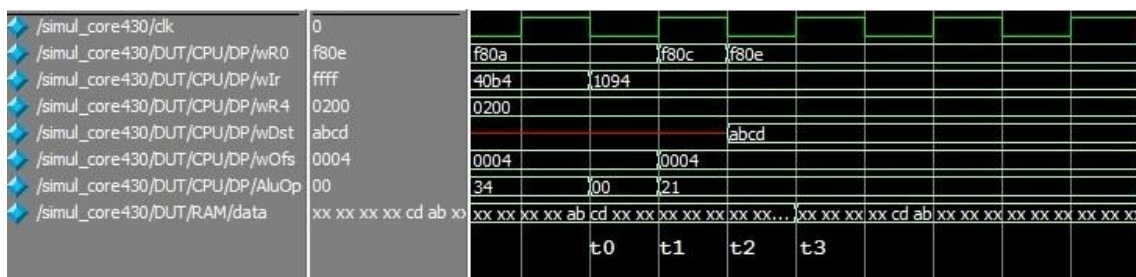 /simul_core430/clk 0
/simul_core430/DUT/CPU/DP/wR0 f80e f80a f80c f80e
/simul_core430/DUT/CPU/DP/wIr ffff 40b4 1094
/simul_core430/DUT/CPU/DP/wR4 0200 0200
/simul_core430/DUT/CPU/DP/wDst abcd abcd
/simul_core430/DUT/CPU/DP/wOfs 0004 0004 0004
/simul_core430/DUT/CPU/DP/AluOp 00 34 00 21
/simul_core430/DUT/RAM/data xx xx xx xx cd ab xx xx xx xx xx ab cd xx xx xx xx xx xx xx... xx xx xx xx cd ab xx xx xx xx xx xx x
t0 t1 t2 t3